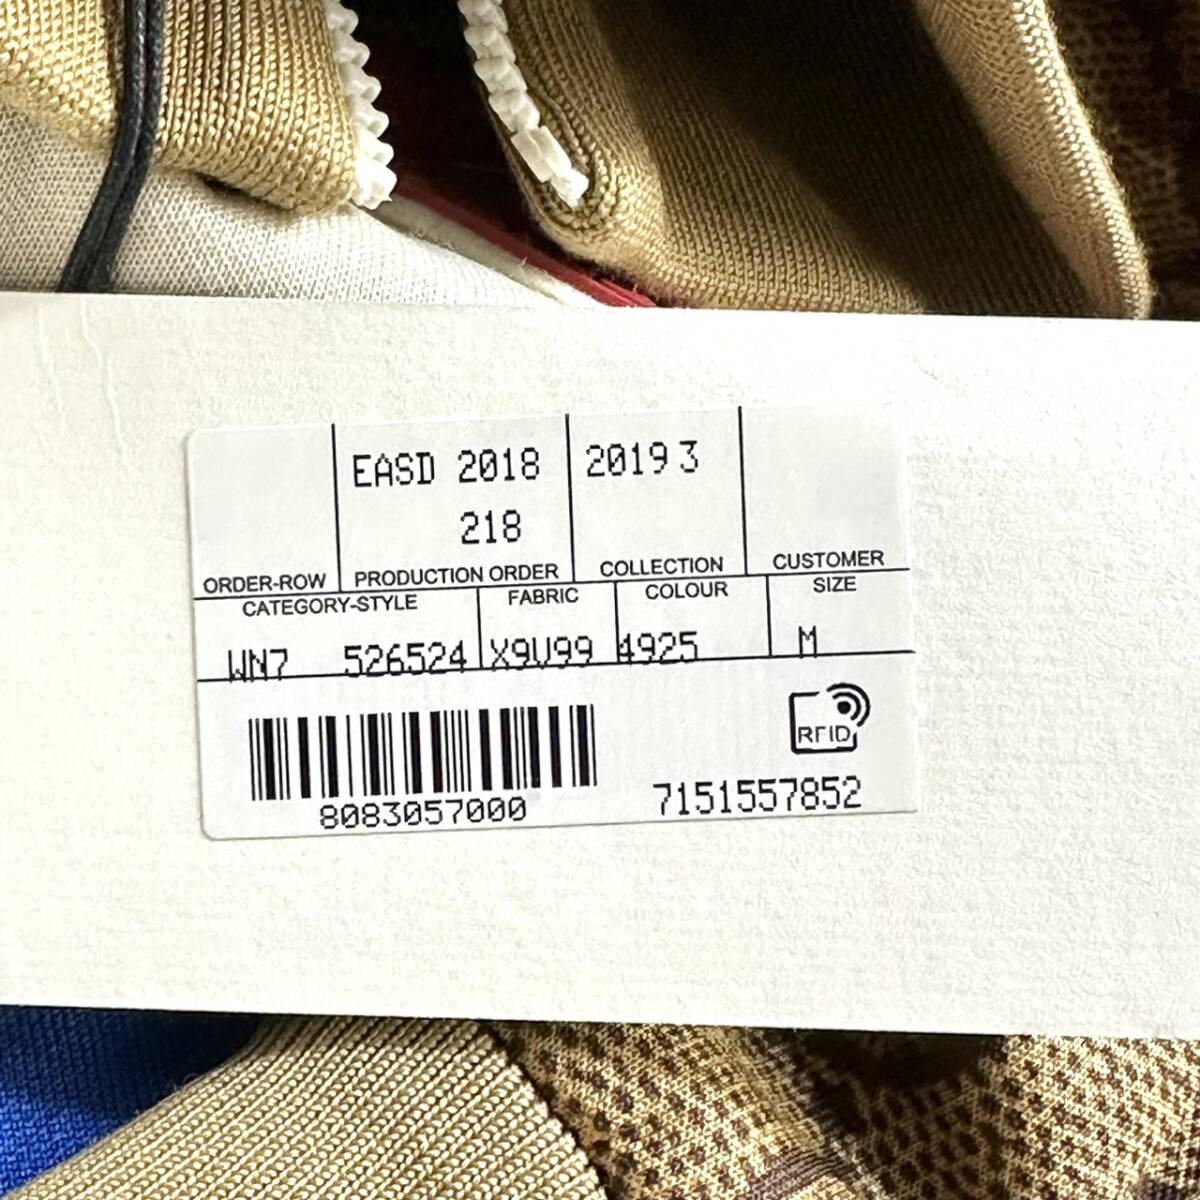 EASD 2018 2019 3
218
ORDER-ROW PRODUCTION ORDER COLLECTION CUSTOMER
CATEGORY-STYLE FABRIC COLOUR SIZE
WN7 526524 X9U99 4925 M
RFID
8083057000 7151557852